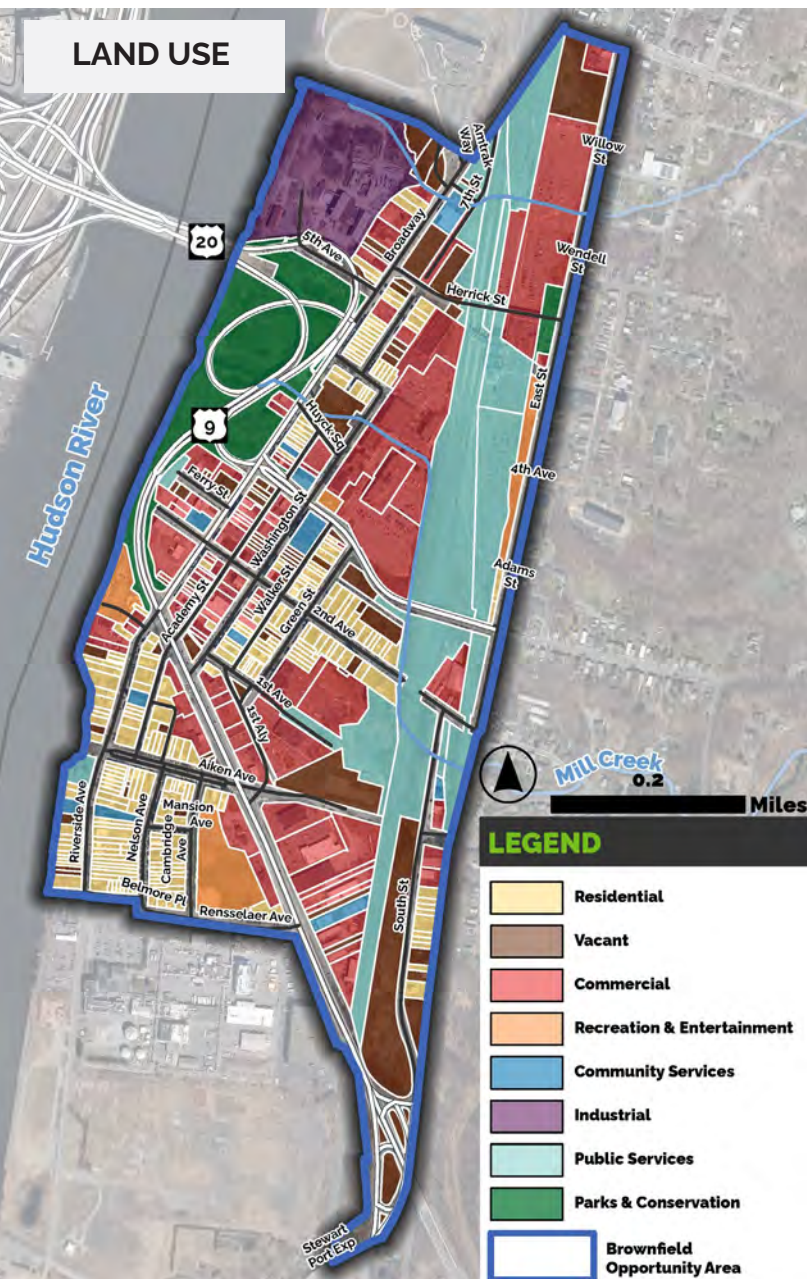 LAND USE
Willow
St
Amtrak
Way
7th St
Broadway
20
5th Ave
Wendell
St
Herrick St
East St
Huyck Sq
9
Hudson River
4th Ave
Ferry St
Washington St
Adams
St
Academy St
Walker St
Green St
2nd Ave
1st Ave
1st Aly
Mill Creek
0.2
Miles
Aiken Ave
Riverside Ave
Nelson Ave
Mansion
Ave
Cambridge
Ave
Belmore Pl
Rensselaer Ave
South St
Stewart
Port Exp
LEGEND
Residential
Vacant
Commercial
Recreation & Entertainment
Community Services
Industrial
Public Services
Parks & Conservation
Brownfield
Opportunity Area